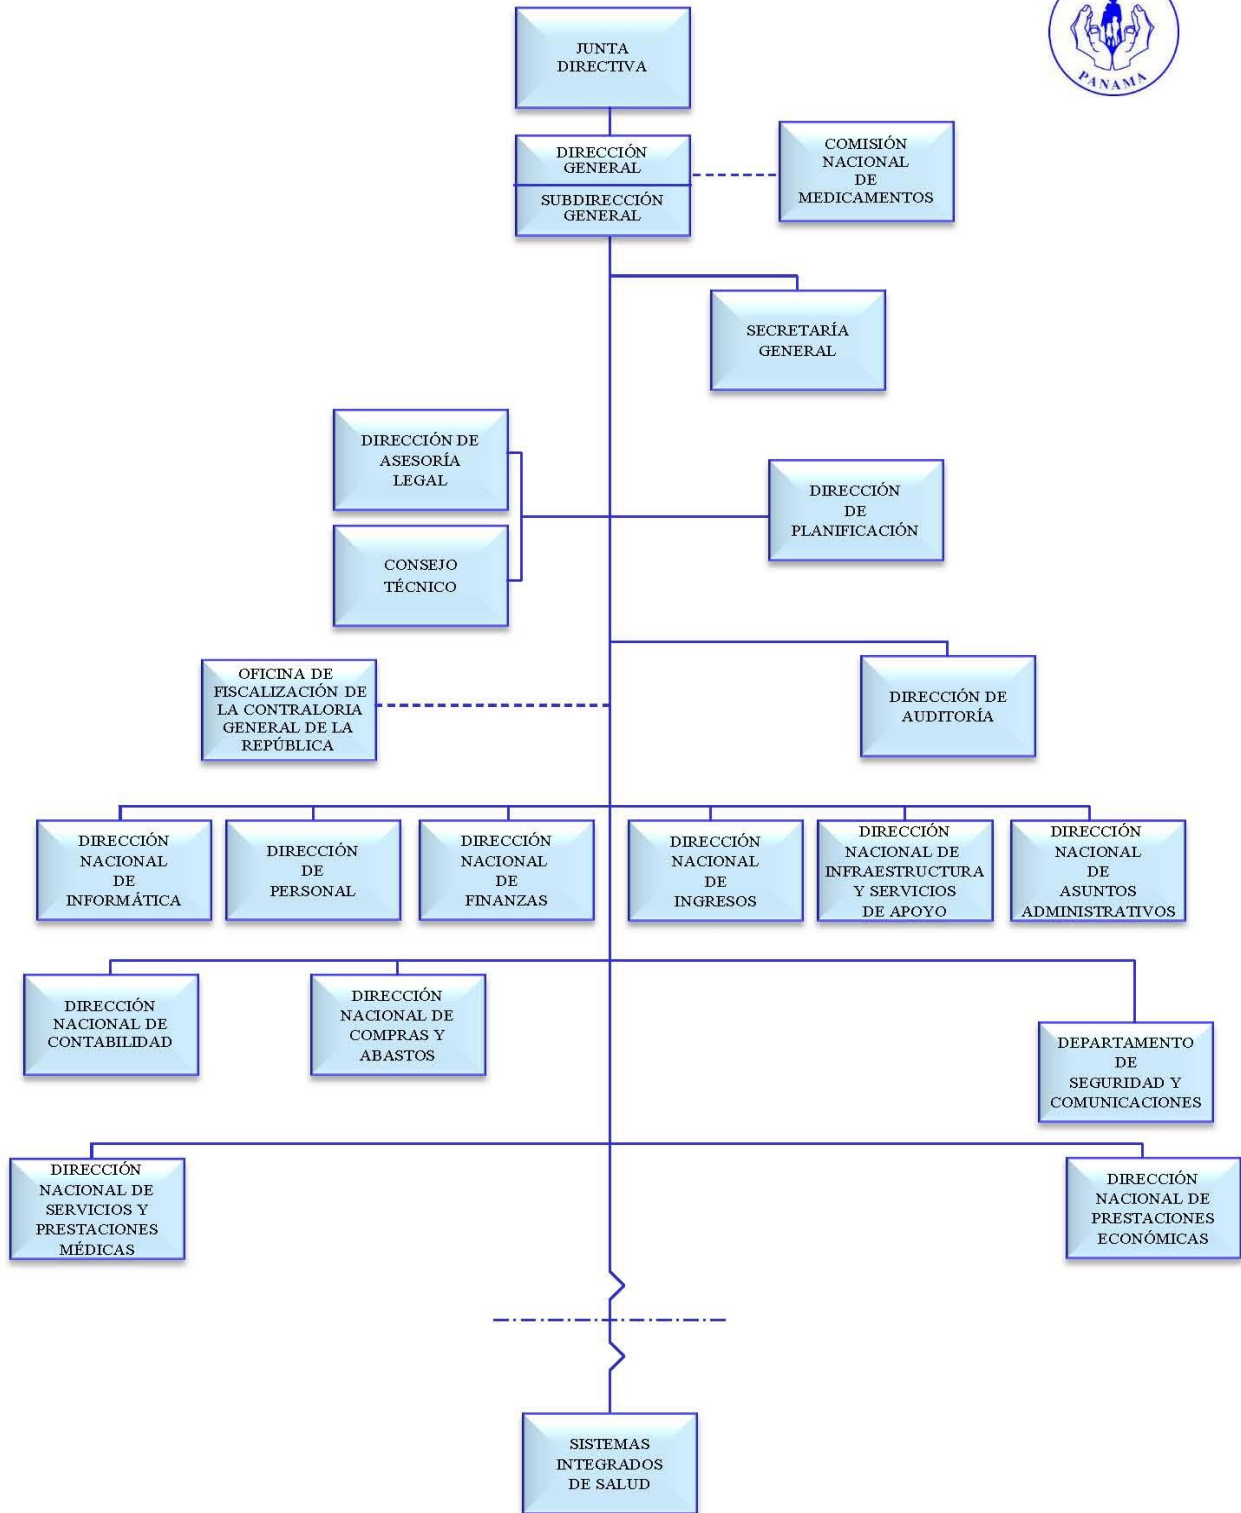 PANAMA
JUNTA
DIRECTIVA
DIRECCIÓN
GENERAL
SUBDIRECCIÓN
GENERAL
COMISIÓN
NACIONAL
DE
MEDICAMENTOS
SECRETARÍA
GENERAL
DIRECCIÓN DE
ASESORÍA
LEGAL
CONSEJO
TÉCNICO
DIRECCIÓN
DE
PLANIFICACIÓN
OFICINA DE
FISCALIZACIÓN DE
LA CONTRALORIA
GENERAL DE LA
REPÚBLICA
DIRECCIÓN DE
AUDITORÍA
DIRECCIÓN
NACIONAL
DE
INFORMÁTICA
DIRECCIÓN
DE
PERSONAL
DIRECCIÓN
NACIONAL
DE
FINANZAS
DIRECCIÓN
NACIONAL
DE
INGRESOS
DIRECCIÓN
NACIONAL DE
INFRAESTRUCTURA
Y SERVICIOS
DE APOYO
DIRECCIÓN
NACIONAL
DE
ASUNTOS
ADMINISTRATIVOS
DIRECCIÓN
NACIONAL DE
CONTABILIDAD
DIRECCIÓN
NACIONAL DE
COMPRAS Y
ABASTOS
DEPARTAMENTO
DE
SEGURIDAD Y
COMUNICACIONES
DIRECCIÓN
NACIONAL DE
SERVICIOS Y
PRESTACIONES
MÉDICAS
DIRECCIÓN
NACIONAL DE
PRESTACIONES
ECONÓMICAS
SISTEMAS
INTEGRADOS
DE SALUD